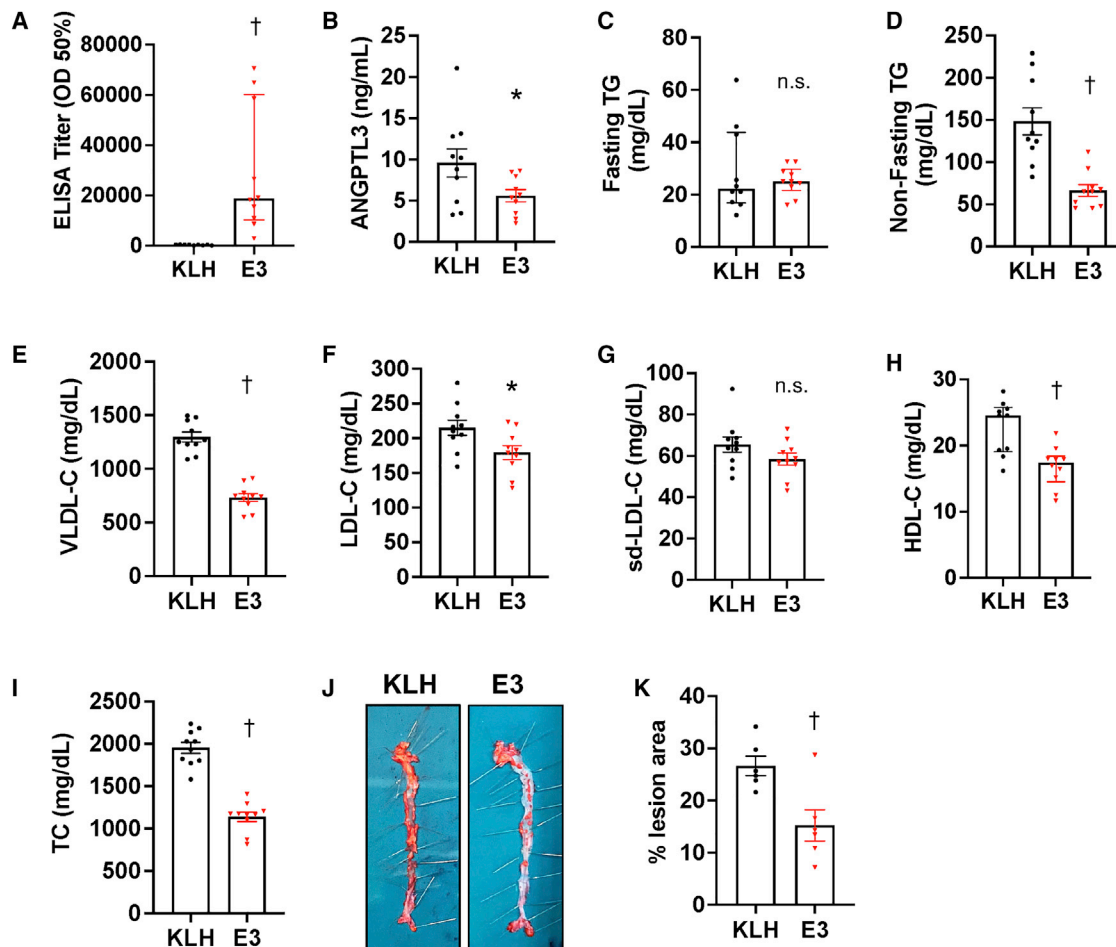 A
ELISA Titer (OD 50%)
80000
60000
40000
20000
0
†
KLH E3
B
ANGPTL3 (ng/mL)
25
20
15
10
5
0
*
KLH E3
C
Fasting TG
(mg/dL)
80
60
40
20
0
n.s.
KLH E3
D
Non-Fasting TG
(mg/dL)
250
200
150
100
50
0
†
KLH E3
E
VLDL-C (mg/dL)
2000
1500
1000
500
0
†
KLH E3
F
LDL-C (mg/dL)
300
250
200
150
100
50
0
*
KLH E3
G
sd-LDL-C (mg/dL)
100
80
60
40
20
0
n.s.
KLH E3
H
HDL-C (mg/dL)
30
20
10
0
†
KLH E3
I
TC (mg/dL)
2500
2000
1500
1000
500
0
†
KLH E3
J
KLH E3
K
% lesion area
40
30
20
10
0
†
KLH E3